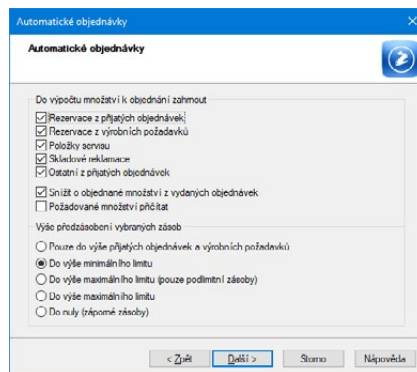 Automatické objednávky
Automatické objednávky
Do výpočtu množství k objednání zahrnout
Rezervace z přijatých objednávek
Rezervace z výrobních požadavků
Položky servisu
Skladové reklamace
Ostatní z přijatých objednávek
Snížit o objednané množství z vydaných objednávek
Požadované množství přičítat
Výše předzásobení vybraných zásob
Pouze do výše přijatých objednávek a výrobních požadavků
Do výše minimálního limitu
Do výše maximálního limitu (pouze podlimitní zásoby)
Do výše maximálního limitu
Do nuly (záporné zásoby)
< Zpět Další > Storno Nápověda